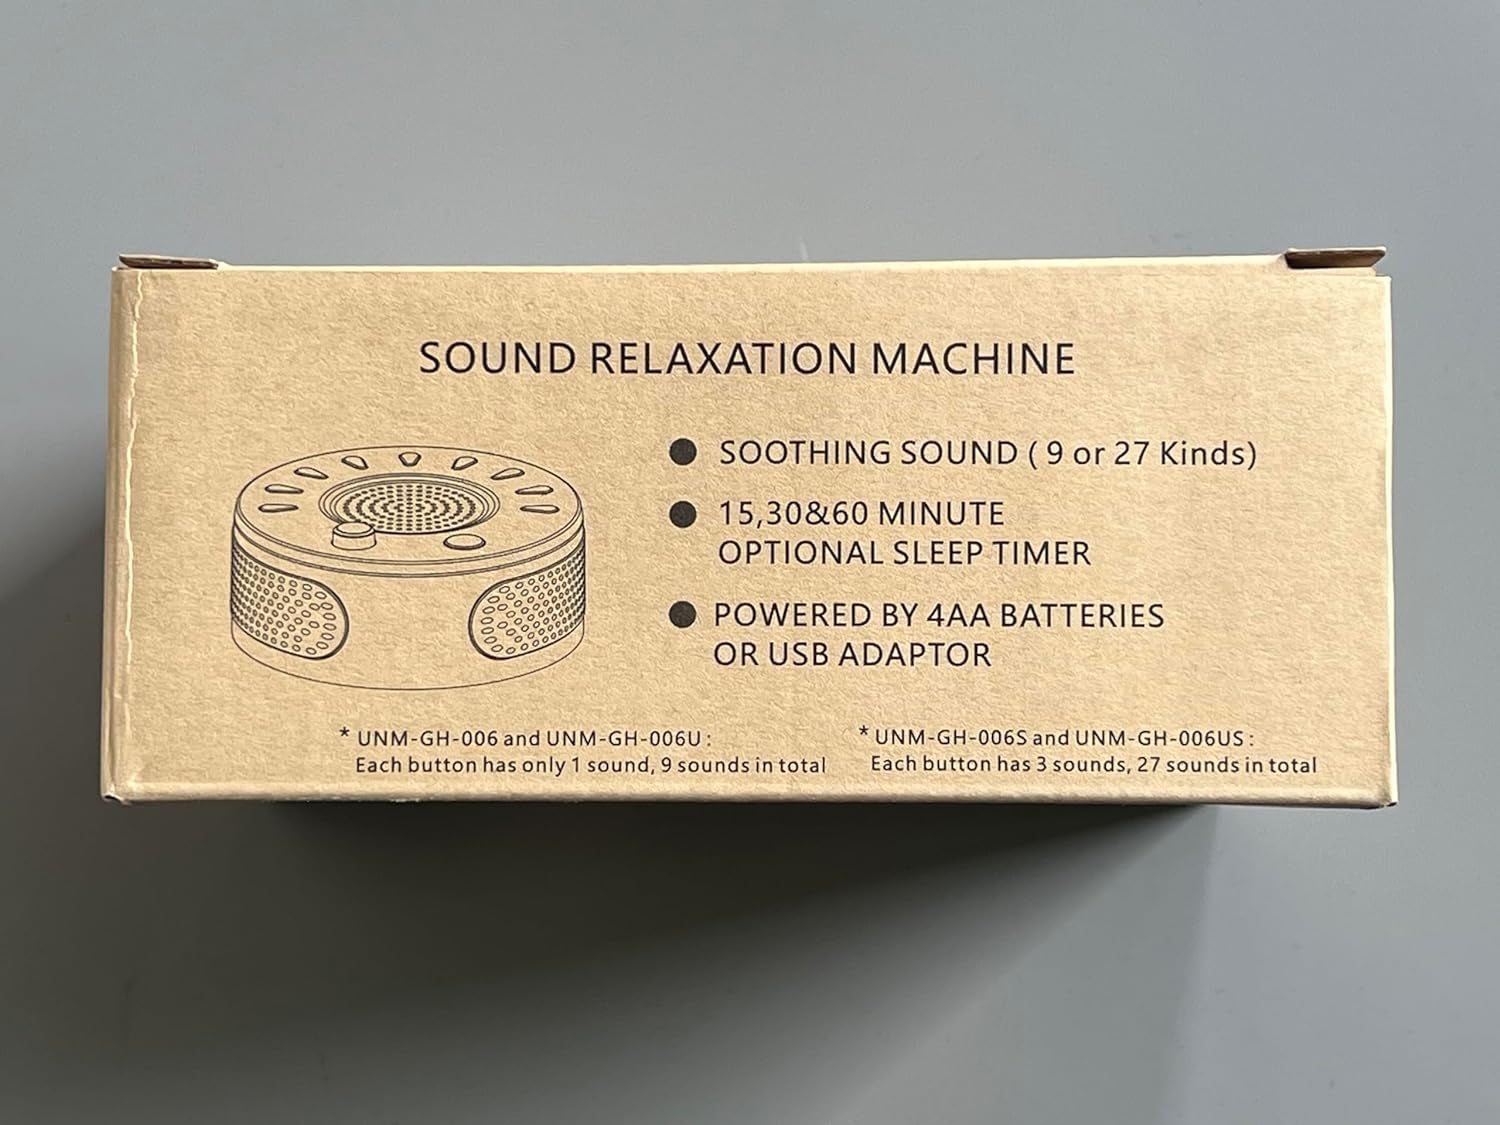 SOUND RELAXATION MACHINE
● SOOTHING SOUND ( 9 or 27 Kinds)
● 15,30&60 MINUTE
OPTIONAL SLEEP TIMER
● POWERED BY 4AA BATTERIES
OR USB ADAPTOR
* UNM-GH-006 and UNM-GH-006U :
Each button has only 1 sound, 9 sounds in total
* UNM-GH-006S and UNM-GH-006US :
Each button has 3 sounds, 27 sounds in total